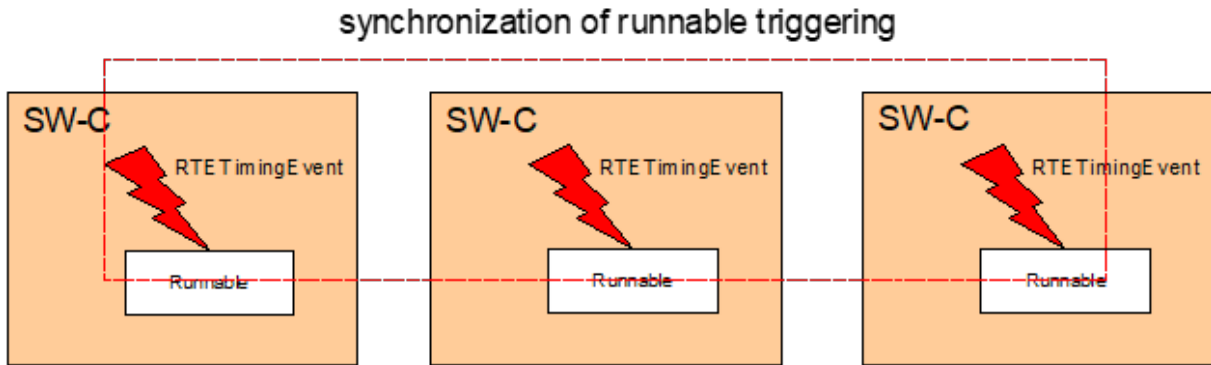 synchronization of runnable triggering
SW-C
RTETimingEvent
Runnable
SW-C
RTETimingEvent
Runnable
SW-C
RTETimingEvent
Runnable